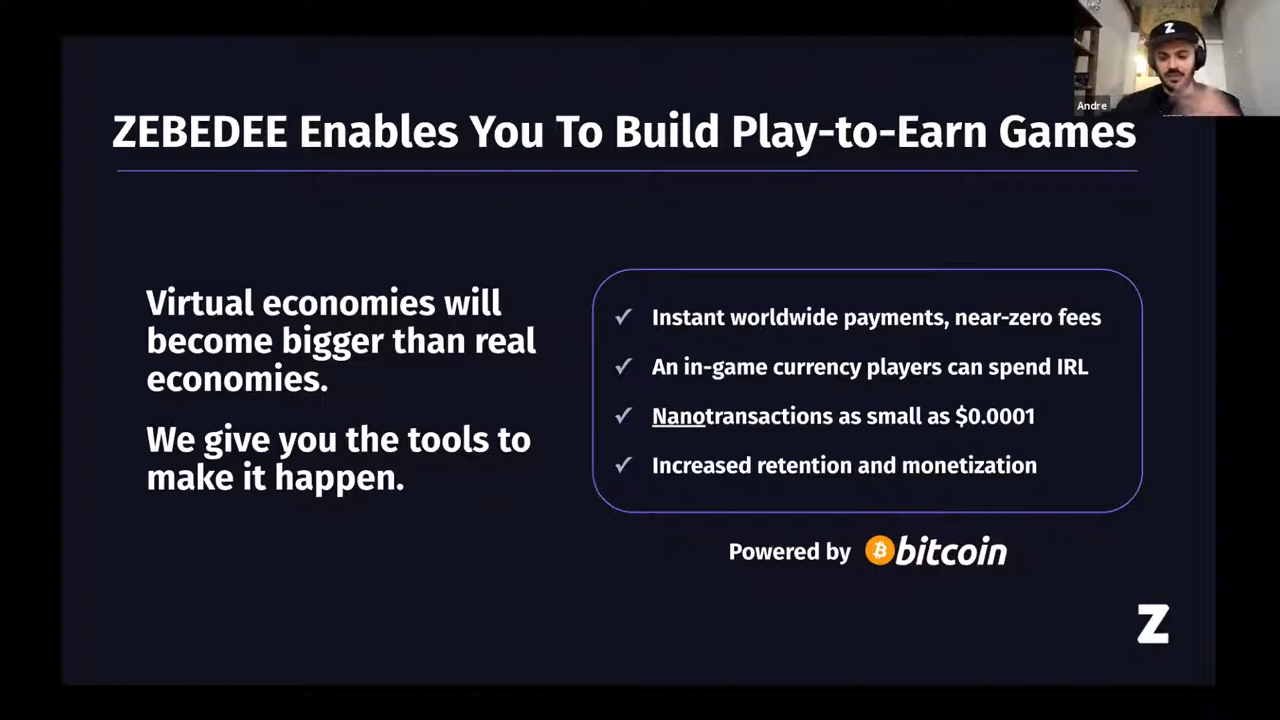 Z
Andre
ZEBEDEE Enables You To Build Play-to-Earn Games
Virtual economies will
become bigger than real
economies.
We give you the tools to
make it happen.
✓ Instant worldwide payments, near-zero fees
✓ An in-game currency players can spend IRL
✓ Nanotransactions as small as $0.0001
✓ Increased retention and monetization
Powered by bitcoin
Z